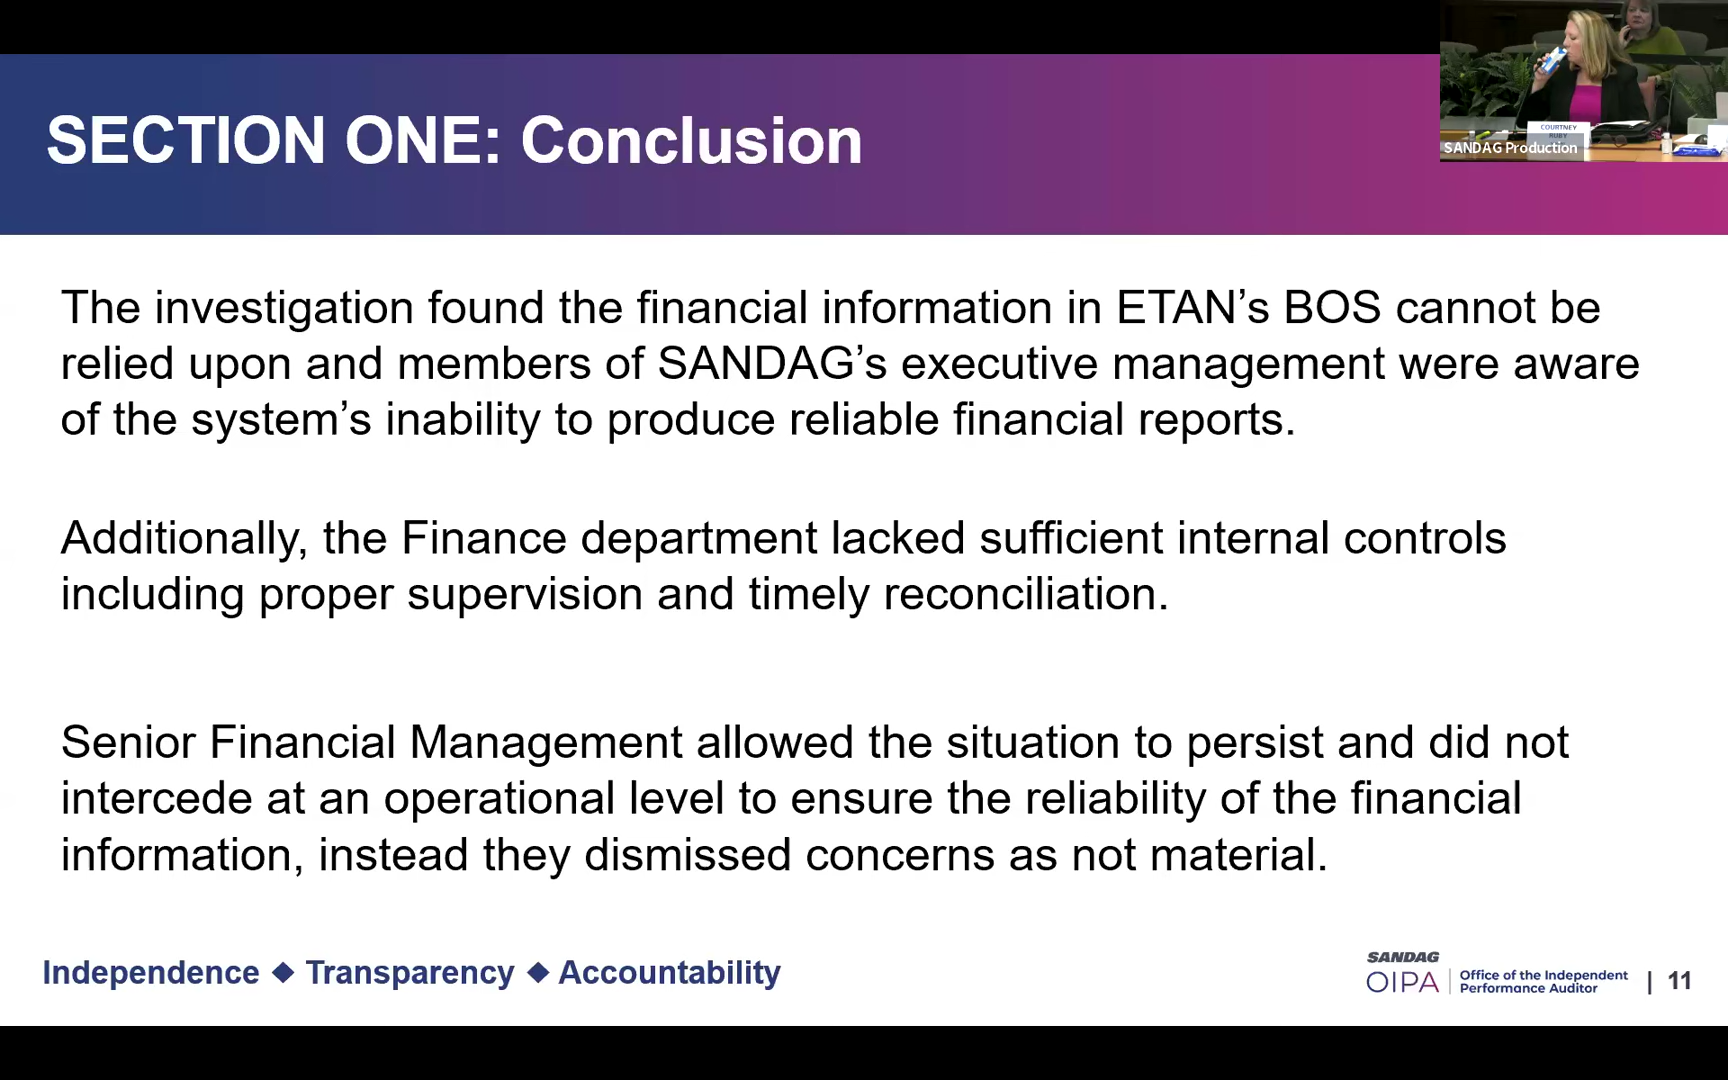 SECTION ONE: Conclusion
COURTNEY
RUBY
SANDAG Production
The investigation found the financial information in ETAN’s BOS cannot be
relied upon and members of SANDAG’s executive management were aware
of the system’s inability to produce reliable financial reports.
Additionally, the Finance department lacked sufficient internal controls
including proper supervision and timely reconciliation.
Senior Financial Management allowed the situation to persist and did not
intercede at an operational level to ensure the reliability of the financial
information, instead they dismissed concerns as not material.
Independence ◆ Transparency ◆ Accountability
SANDAG
OIPA | Office of the Independent
Performance Auditor
| 11